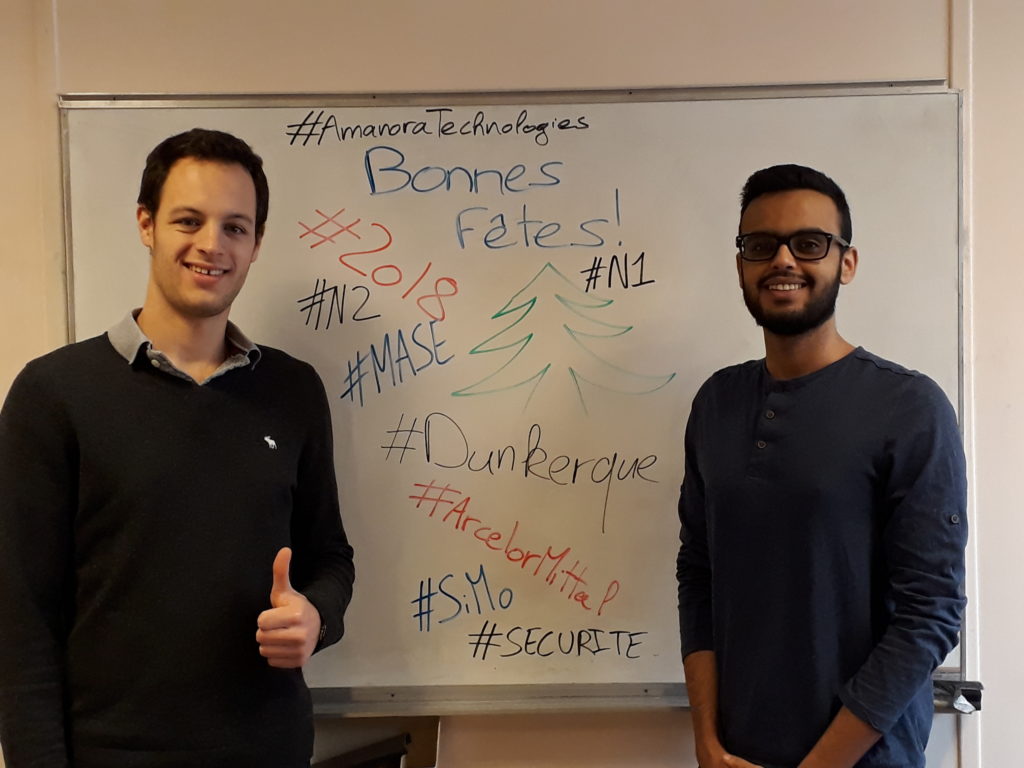 #AmanoraTechnologies
Bonnes
Fêtes!
#2018
#N1
#N2
#MASE
#Dunkerque
#ArcelorMittal
#SiMo
#SECURITE